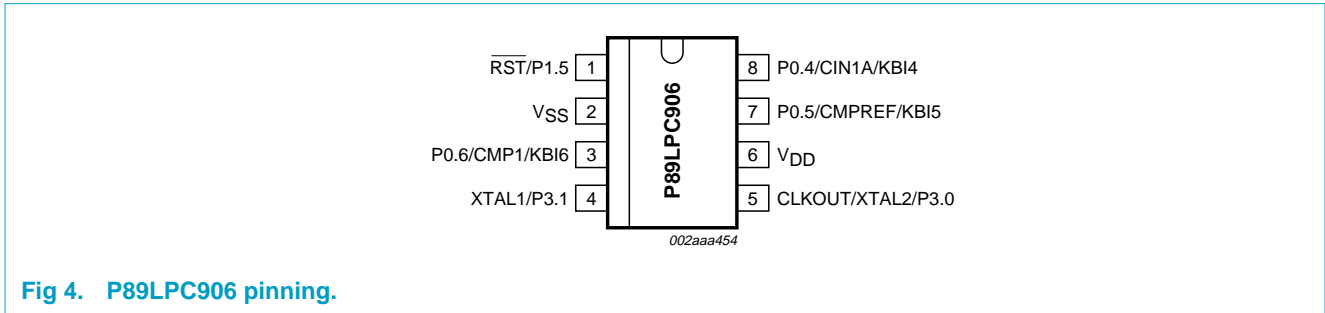 RST/P1.5 1
VSS 2
P0.6/CMP1/KBI6 3
XTAL1/P3.1 4
P89LPC906
8 P0.4/CIN1A/KBI4
7 P0.5/CMPREF/KBI5
6 VDD
5 CLKOUT/XTAL2/P3.0
002aaa454
Fig 4. P89LPC906 pinning.